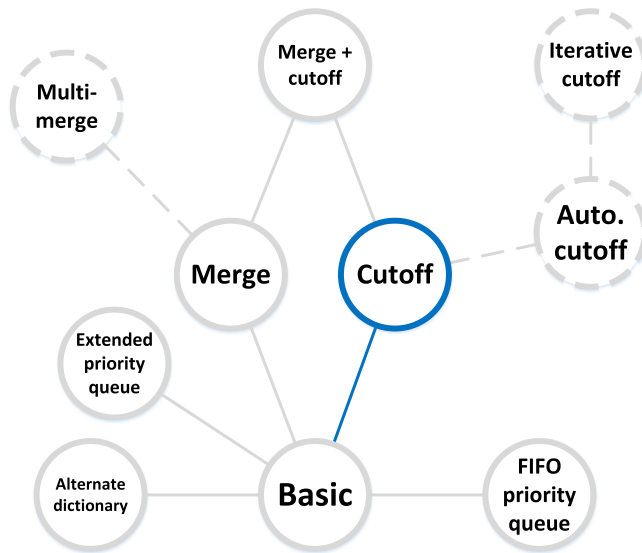 Merge +
cutoff
Iterative
cutoff
Multi-
merge
Auto.
cutoff
Merge
Cutoff
Extended
priority
queue
Alternate
dictionary
Basic
FIFO
priority
queue